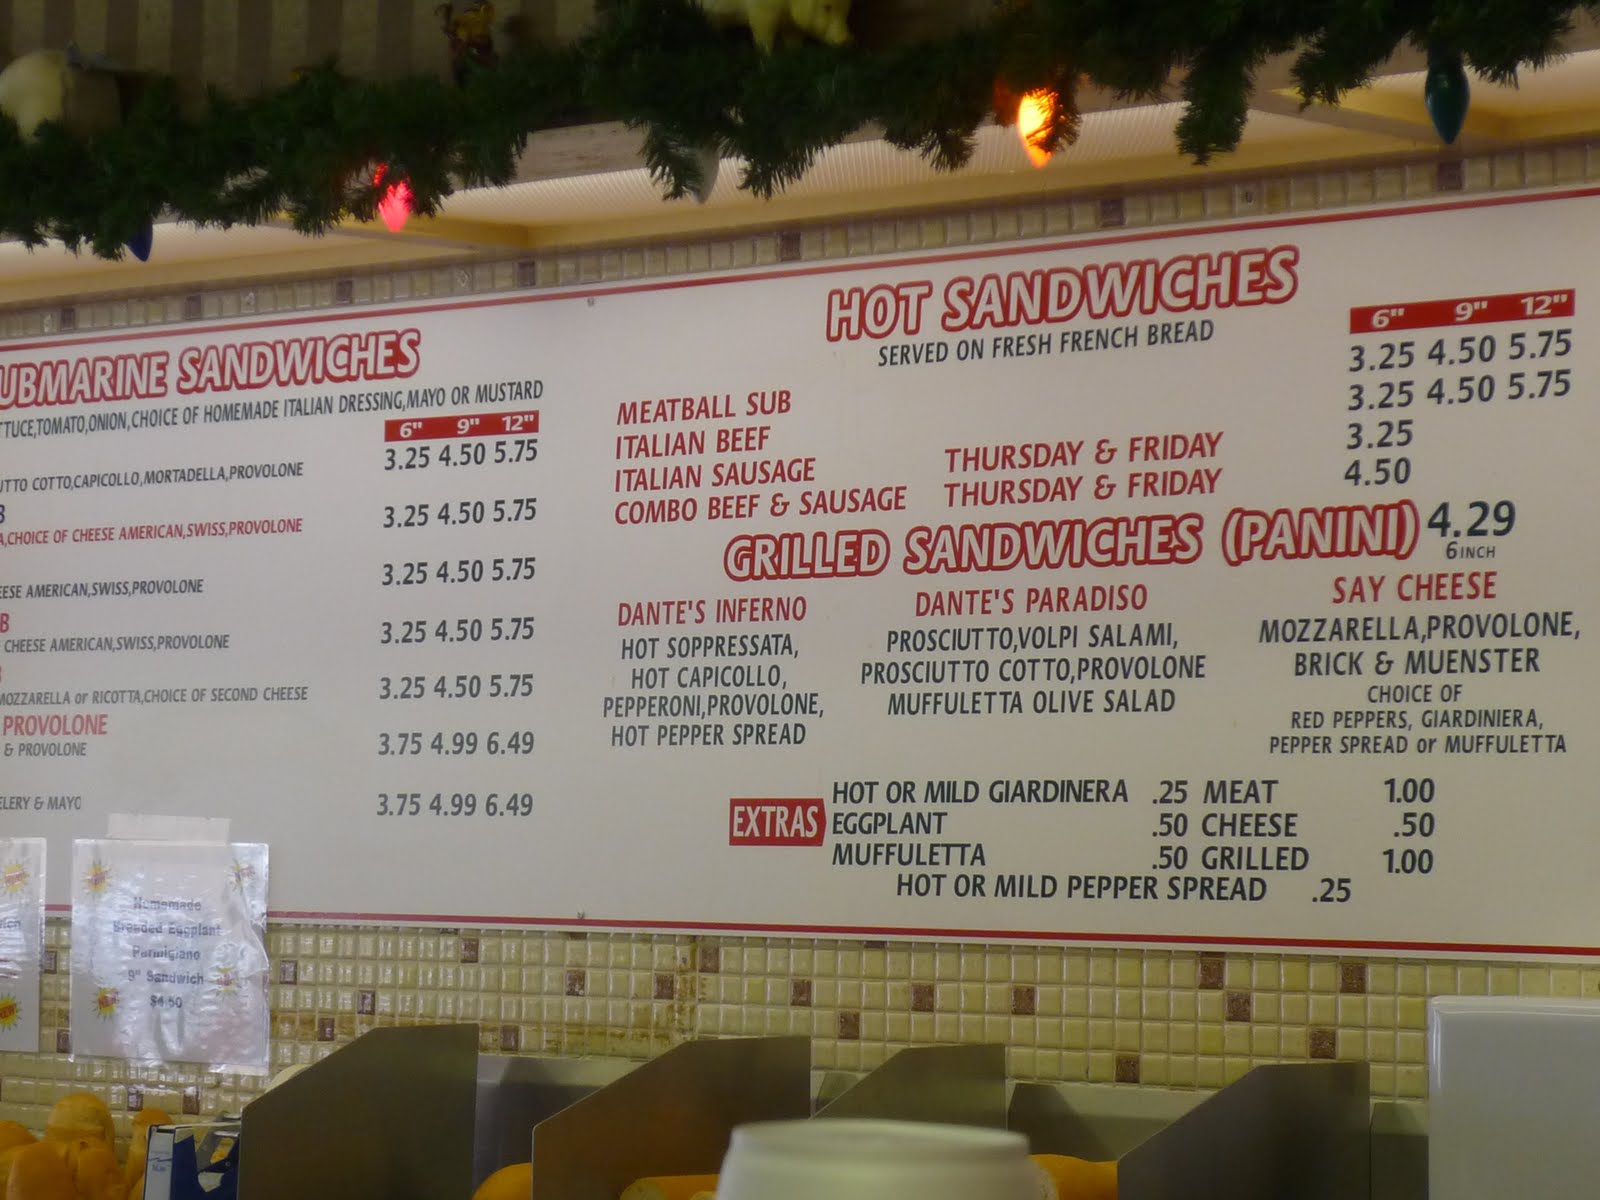 SUBMARINE SANDWICHES
TTUCE,TOMATO,ONION,CHOICE OF HOMEMADE ITALIAN DRESSING,MAYO OR MUSTARD
6" 9" 12"
UTTO COTTO,CAPICOLLO,MORTADELLA,PROVOLONE 3.25 4.50 5.75
B
A,CHOICE OF CHEESE AMERICAN,SWISS,PROVOLONE 3.25 4.50 5.75
ESE AMERICAN,SWISS,PROVOLONE 3.25 4.50 5.75
B
CHEESE AMERICAN,SWISS,PROVOLONE 3.25 4.50 5.75
MOZZARELLA or RICOTTA,CHOICE OF SECOND CHEESE 3.25 4.50 5.75
PROVOLONE
& PROVOLONE 3.75 4.99 6.49
ELERY & MAYO 3.75 4.99 6.49
HOT SANDWICHES
SERVED ON FRESH FRENCH BREAD
6" 9" 12"
MEATBALL SUB 3.25 4.50 5.75
ITALIAN BEEF 3.25 4.50 5.75
ITALIAN SAUSAGE THURSDAY & FRIDAY 3.25
COMBO BEEF & SAUSAGE THURSDAY & FRIDAY 4.50
GRILLED SANDWICHES (PANINI) 4.29
6 INCH
DANTE'S INFERNO
HOT SOPPRESSATA,
HOT CAPICOLLO,
PEPPERONI,PROVOLONE,
HOT PEPPER SPREAD
DANTE'S PARADISO
PROSCIUTTO,VOLPI SALAMI,
PROSCIUTTO COTTO,PROVOLONE
MUFFULETTA OLIVE SALAD
SAY CHEESE
MOZZARELLA,PROVOLONE,
BRICK & MUENSTER
CHOICE OF
RED PEPPERS, GIARDINIERA,
PEPPER SPREAD or MUFFULETTA
EXTRAS
HOT OR MILD GIARDINERA .25 MEAT 1.00
EGGPLANT .50 CHEESE .50
MUFFULETTA .50 GRILLED 1.00
HOT OR MILD PEPPER SPREAD .25
Homemade
Breaded Eggplant
Parmigiano
9" Sandwich
$4.50